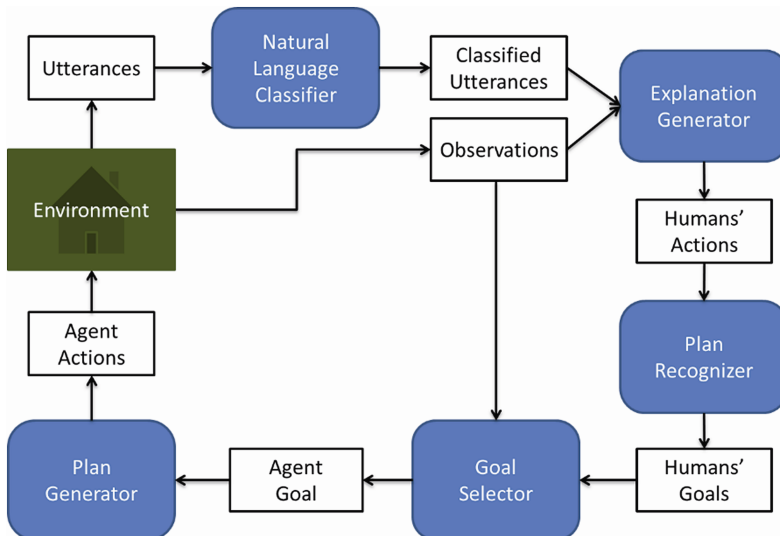 Utterances
Natural
Language
Classifier
Classified
Utterances
Explanation
Generator
Observations
Environment
Humans’
Actions
Agent
Actions
Plan
Recognizer
Plan
Generator
Agent
Goal
Goal
Selector
Humans’
Goals